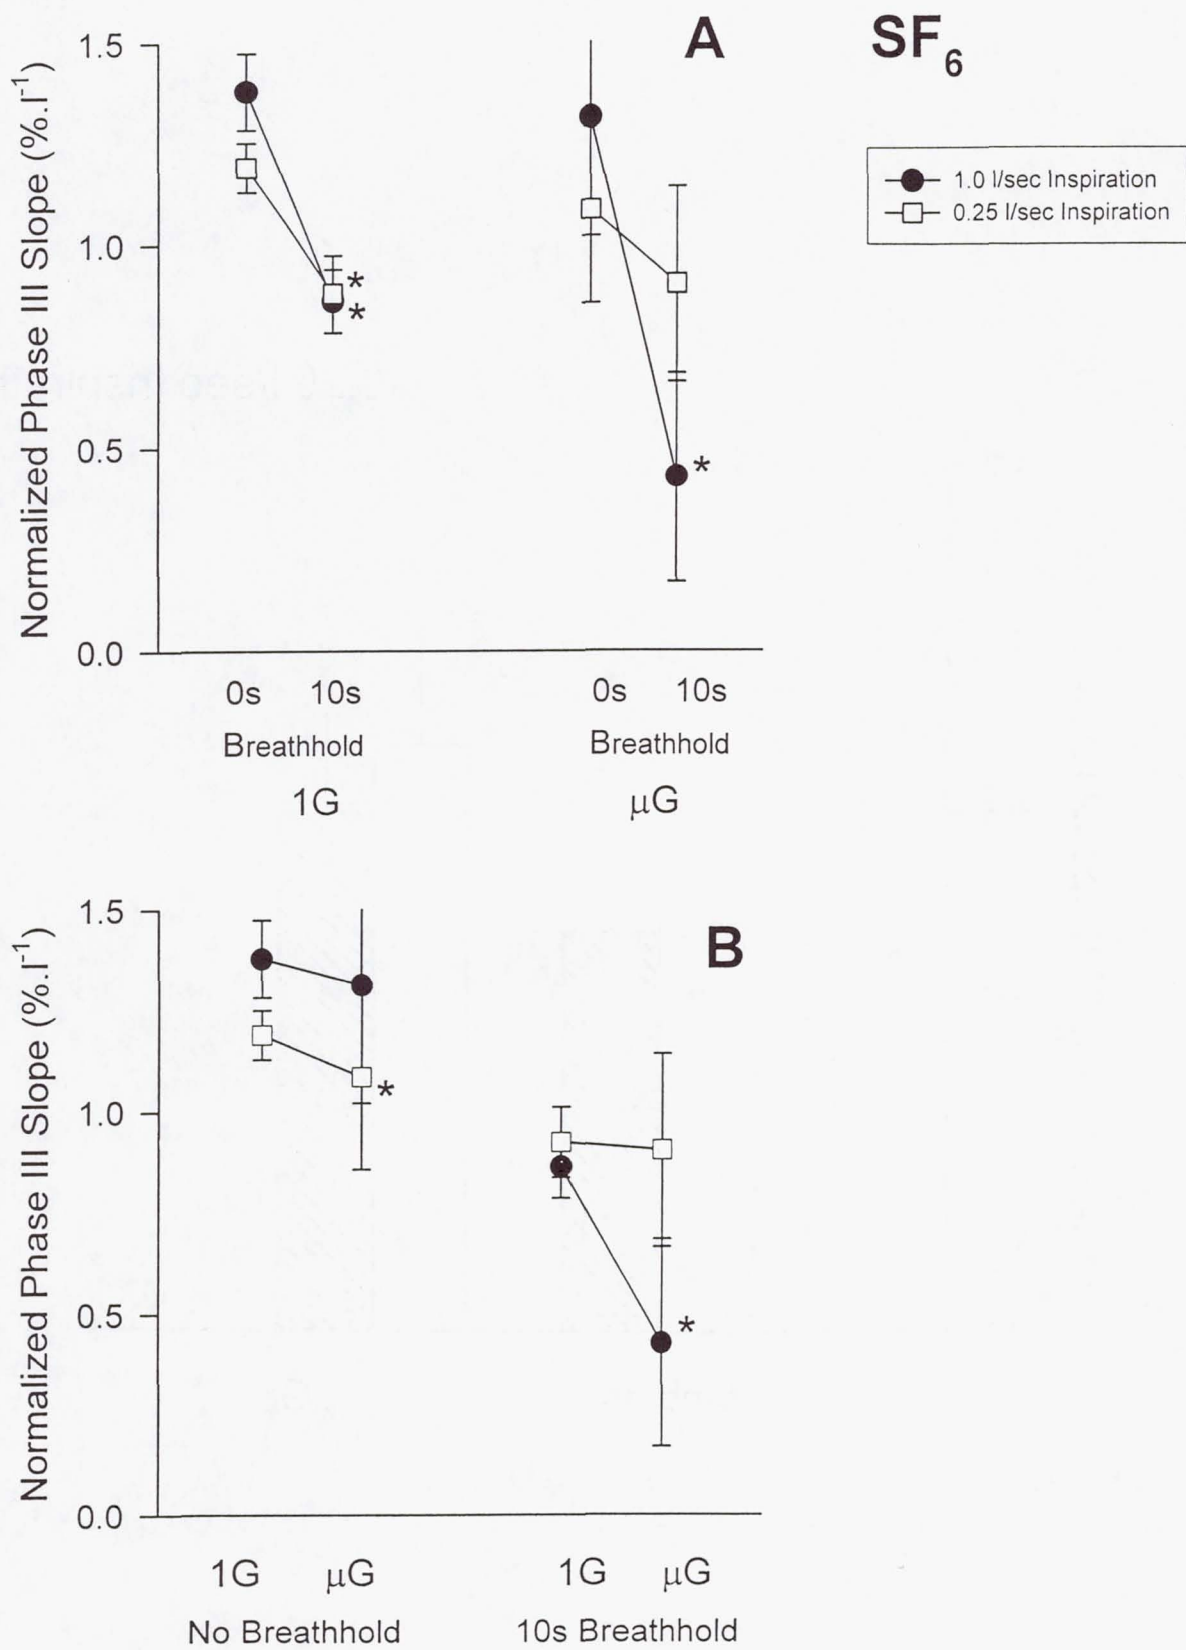 A
SF6
Normalized Phase III Slope (%.l-1)
1.5
1.0
0.5
0.0
1.0 l/sec Inspiration
0.25 l/sec Inspiration
*
*
*
0s 10s 0s 10s
Breathhold Breathhold
1G μG
B
Normalized Phase III Slope (%.l-1)
1.5
1.0
0.5
0.0
*
*
1G μG 1G μG
No Breathhold 10s Breathhold